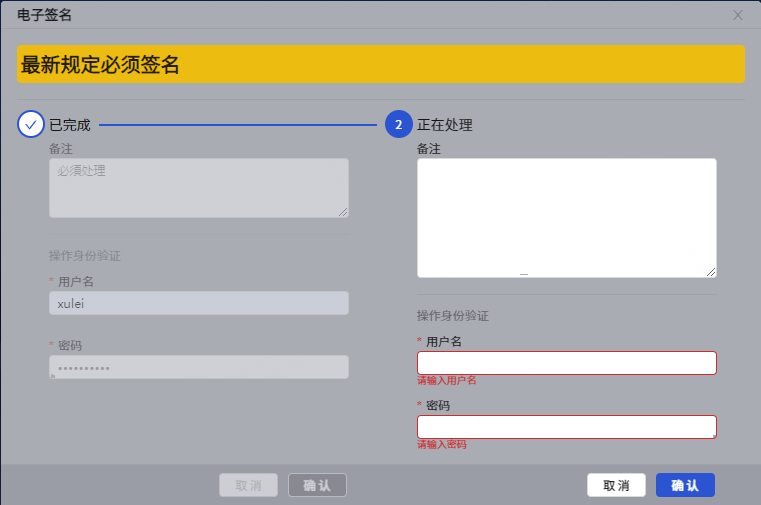 电子签名
X
最新规定必须签名
已完成
备注
必须处理
操作身份验证
* 用户名
xulei
* 密码
••••••••••
取消 确认
2 正在处理
备注
操作身份验证
* 用户名
请输入用户名
* 密码
请输入密码
取消 确认